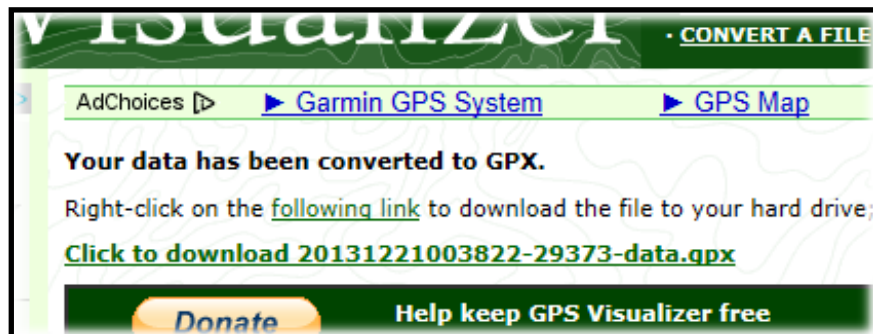 Visualizer
· CONVERT A FILE
AdChoices ▶ Garmin GPS System ▶ GPS Map
Your data has been converted to GPX.
Right-click on the following link to download the file to your hard drive;
Click to download 20131221003822-29373-data.gpx
Donate Help keep GPS Visualizer free